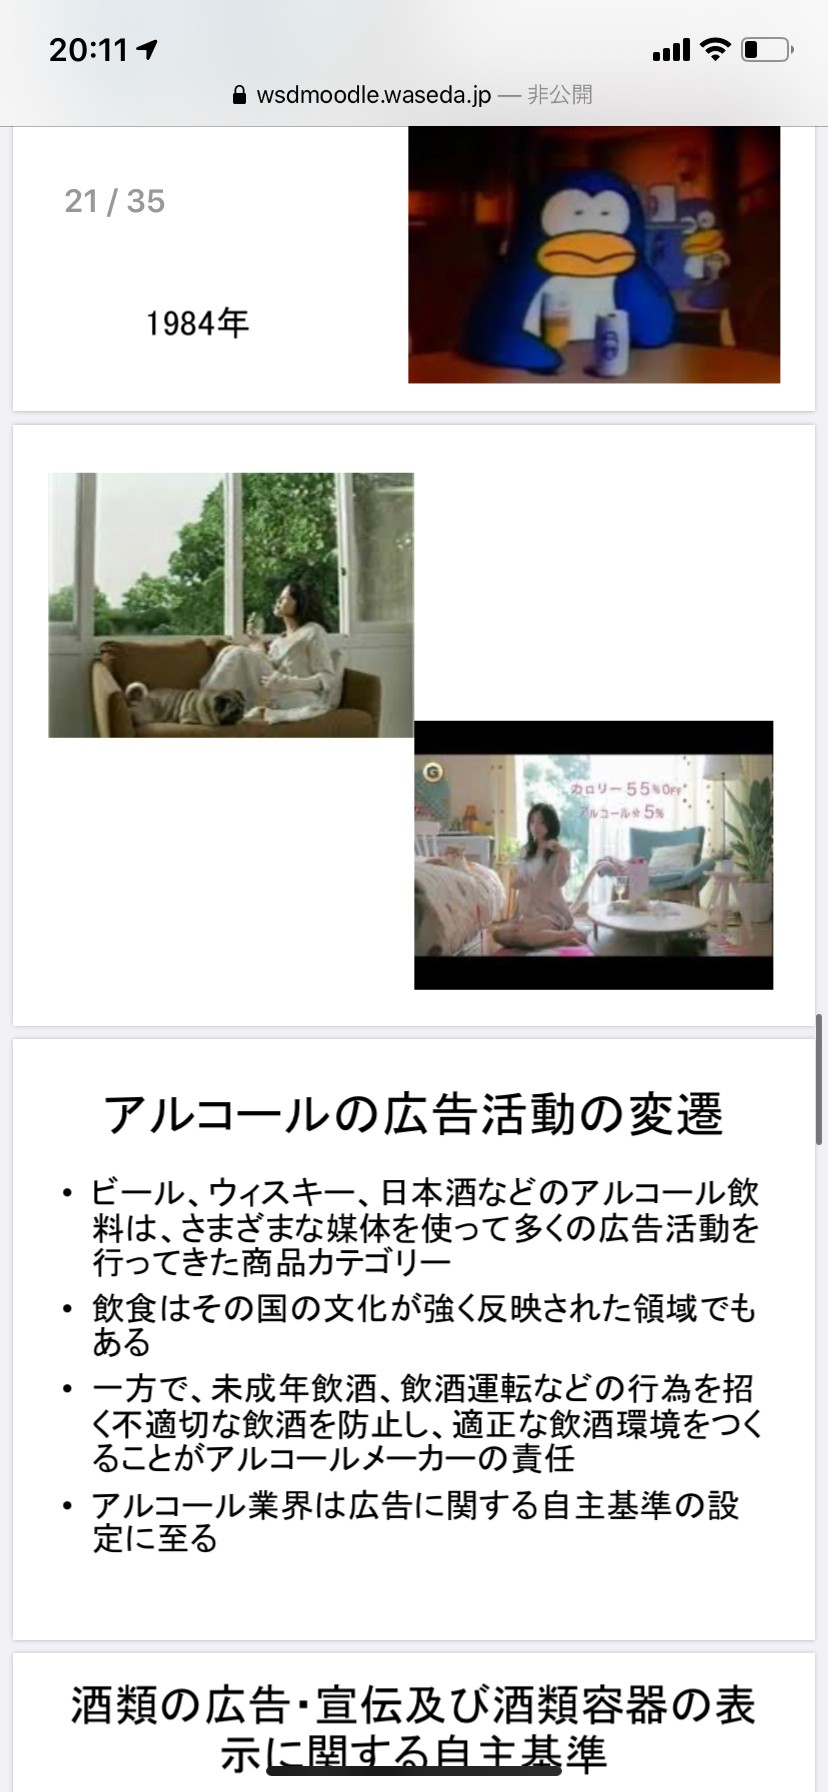 20:11
wsdmoodle.waseda.jp — 非公開
21 / 35
1984年
G
カロリー55%OFF
アルコール分5%
アルコールの広告活動の変遷
• ビール、ウィスキー、日本酒などのアルコール飲
料は、さまざまな媒体を使って多くの広告活動を
行ってきた商品カテゴリー
• 飲食はその国の文化が強く反映された領域でも
ある
• 一方で、未成年飲酒、飲酒運転などの行為を招
く不適切な飲酒を防止し、適正な飲酒環境をつく
ることがアルコールメーカーの責任
• アルコール業界は広告に関する自主基準の設
定に至る
酒類の広告・宣伝及び酒類容器の表
示に関する自主基準